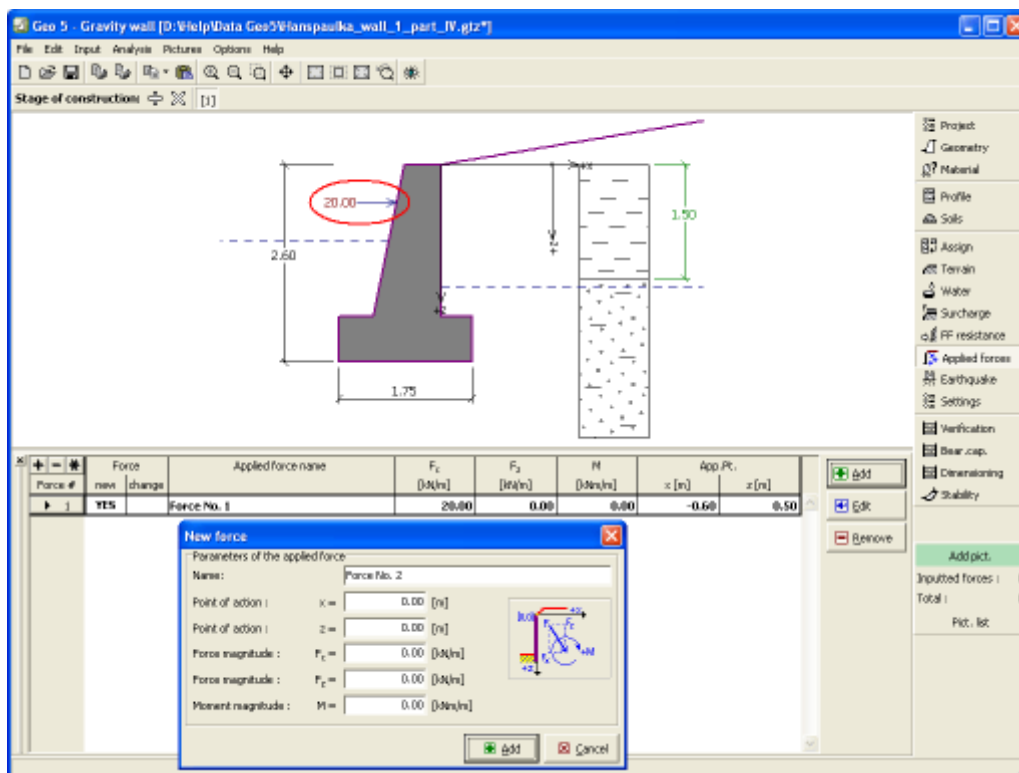 Geo 5 - Gravity wall [D:\Help\Data Geo5\Hanspaulka_wall_1_part_IV.gtz*]
File Edit Input Analysis Pictures Options Help
Stage of construction: [1]
20.00
2.60
1.75
+x
+z
+z
1.50
Project
Geometry
Material
Profile
Soils
Assign
Terrain
Water
Surcharge
FF resistance
Applied forces
Earthquake
Settings
Verification
Bear.cap.
Dimensioning
Stability
Force Applied force name Fx Fz M App.Pt.
Force # new change [kN/m] [kN/m] [kNm/m] x [m] z [m]
1 YES Force No. 1 20.00 0.00 0.00 -0.60 0.50
Add
Edit
Remove
New force
Parameters of the applied force
Name: Force No. 2
Point of action : x = 0.00 [m]
Point of action : z = 0.00 [m]
Force magnitude : Fx = 0.00 [kN/m]
Force magnitude : Fz = 0.00 [kN/m]
Moment magnitude : M = 0.00 [kNm/m]
[0,0] +x
+M
+z
Add Cancel
Add pict.
Inputted forces :
Total :
Pict. list